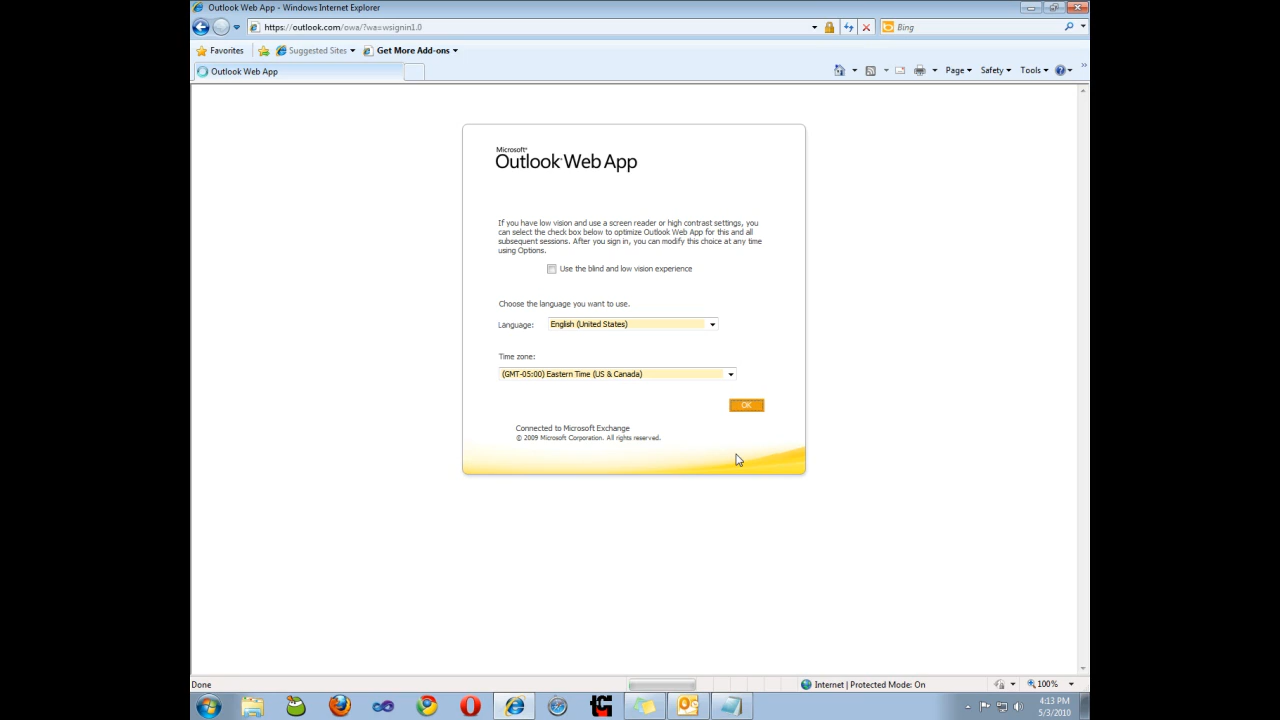 Outlook Web App - Windows Internet Explorer
https://outlook.com/owa/?wa=wsignin1.0
Bing
Favorites
Suggested Sites
Get More Add-ons
Outlook Web App
Page
Safety
Tools
Microsoft®
Outlook Web App
If you have low vision and use a screen reader or high contrast settings, you
can select the check box below to optimize Outlook Web App for this and all
subsequent sessions. After you sign in, you can modify this choice at any time
using Options.
Use the blind and low vision experience
Choose the language you want to use.
Language: English (United States)
Time zone:
(GMT-05:00) Eastern Time (US & Canada)
OK
Connected to Microsoft Exchange
© 2009 Microsoft Corporation. All rights reserved.
Done
Internet | Protected Mode: On
100%
4:13 PM
5/3/2010